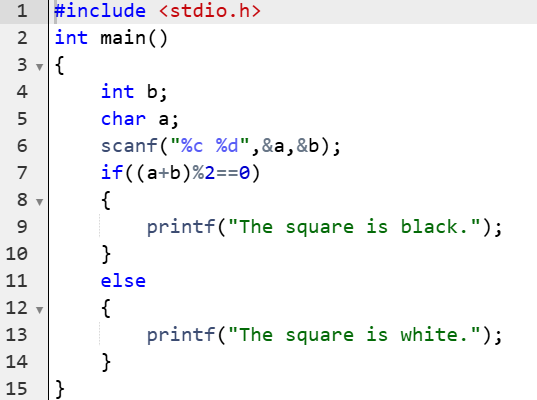 1 #include <stdio.h>
2 int main()
3 {
4     int b;
5     char a;
6     scanf("%c %d",&a,&b);
7     if((a+b)%2==0)
8     {
9         printf("The square is black.");
10     }
11     else
12     {
13         printf("The square is white.");
14     }
15 }